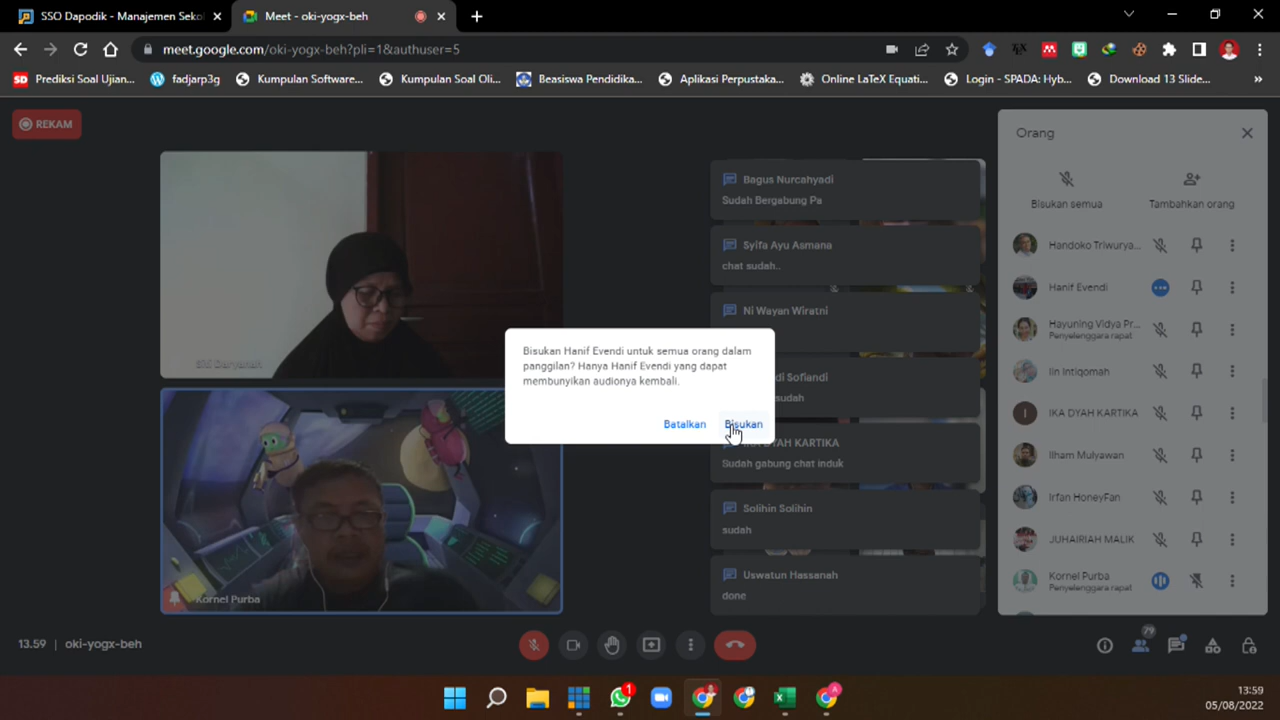 SSO Dapodik - Manajemen Sekol
Meet - oki-yogx-beh
meet.google.com/oki-yogx-beh?pli=1&authuser=5
Prediksi Soal Ujian...
fadjarp3g
Kumpulan Software...
Kumpulan Soal Oli...
Beasiswa Pendidika...
Aplikasi Perpustaka...
Online LaTeX Equati...
Login - SPADA: Hyb...
Download 13 Slide...
REKAM
Orang
Bisukan semua
Tambahkan orang
Bagus Nurcahyadi
Sudah Bergabung Pa
Syifa Ayu Asmana
chat sudah..
Ni Wayan Wiratni
di Sofiandi
sudah
IKA DYAH KARTIKA
Sudah gabung chat induk
Solihin Solihin
sudah
Uswatun Hassanah
done
Bisukan Hanif Evendi untuk semua orang dalam
panggilan? Hanya Hanif Evendi yang dapat
membunyikan audionya kembali.
Batalkan
Bisukan
Kornel Purba
Handoko Triwurya...
Hanif Evendi
Hayuning Vidya Pr...
Penyelenggara rapat
Iin Intiqomah
IKA DYAH KARTIKA
Ilham Mulyawan
Irfan HoneyFan
JUHAIRIAH MALIK
Kornel Purba
Penyelenggara rapat
13.59 | oki-yogx-beh
79
1
13:59
05/08/2022